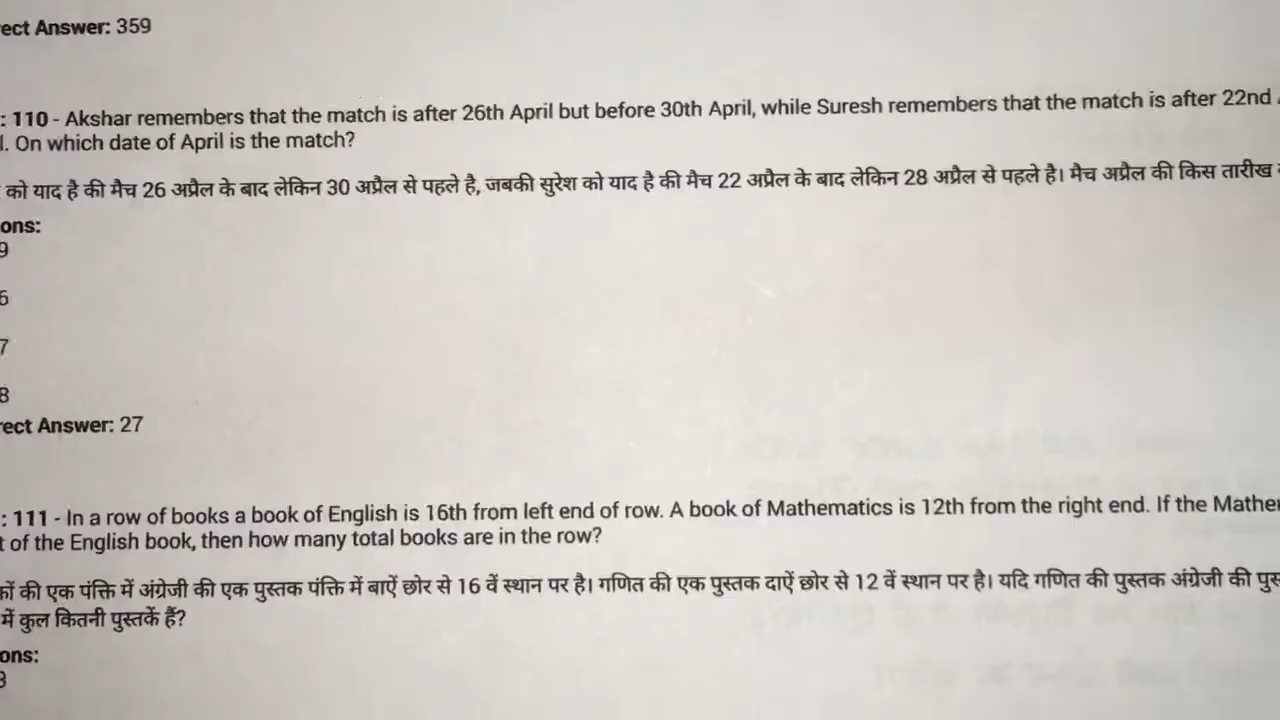 ect Answer: 359
: 110 - Akshar remembers that the match is after 26th April but before 30th April, while Suresh remembers that the match is after 22nd
l. On which date of April is the match?
को याद है की मैच 26 अप्रैल के बाद लेकिन 30 अप्रैल से पहले है, जबकी सुरेश को याद है की मैच 22 अप्रैल के बाद लेकिन 28 अप्रैल से पहले है। मैच अप्रैल की किस तारीख
ons:
9
6
7
8
rect Answer: 27
: 111 - In a row of books a book of English is 16th from left end of row. A book of Mathematics is 12th from the right end. If the Mathe
t of the English book, then how many total books are in the row?
कों की एक पंक्ति में अंग्रेजी की एक पुस्तक पंक्ति में बाऐं छोर से 16 वें स्थान पर है। गणित की एक पुस्तक दाऐं छोर से 12 वें स्थान पर है। यदि गणित की पुस्तक अंग्रेजी की पुस
में कुल कितनी पुस्तकें हैं?
ons:
3